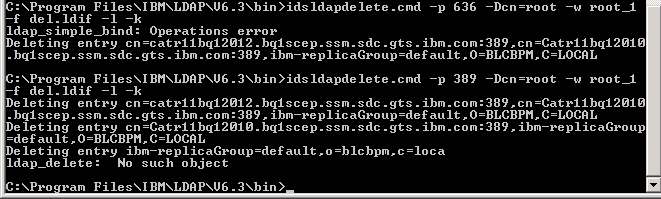 C:\Program Files\IBM\LDAP\V6.3\bin>idsldapdelete.cmd -p 636 -Dcn=root -w root_1
-f del.ldif -l -k
ldap_simple_bind: Operations error
Deleting entry cn=catr11bq12012.bq1scep.ssm.sdc.gts.ibm.com:389,cn=Catr11bq12010
.bq1scep.ssm.sdc.gts.ibm.com:389,ibm-replicaGroup=default,O=BLCBPM,C=LOCAL
C:\Program Files\IBM\LDAP\V6.3\bin>idsldapdelete.cmd -p 389 -Dcn=root -w root_1
-f del.ldif -l -k
Deleting entry cn=catr11bq12012.bq1scep.ssm.sdc.gts.ibm.com:389,cn=Catr11bq12010
.bq1scep.ssm.sdc.gts.ibm.com:389,ibm-replicaGroup=default,O=BLCBPM,C=LOCAL
Deleting entry cn=Catr11bq12010.bq1scep.ssm.sdc.gts.ibm.com:389,ibm-replicaGroup
=default,O=BLCBPM,C=LOCAL
Deleting entry ibm-replicaGroup=default,o=blcbpm,c=loca
ldap_delete: No such object
C:\Program Files\IBM\LDAP\V6.3\bin>_